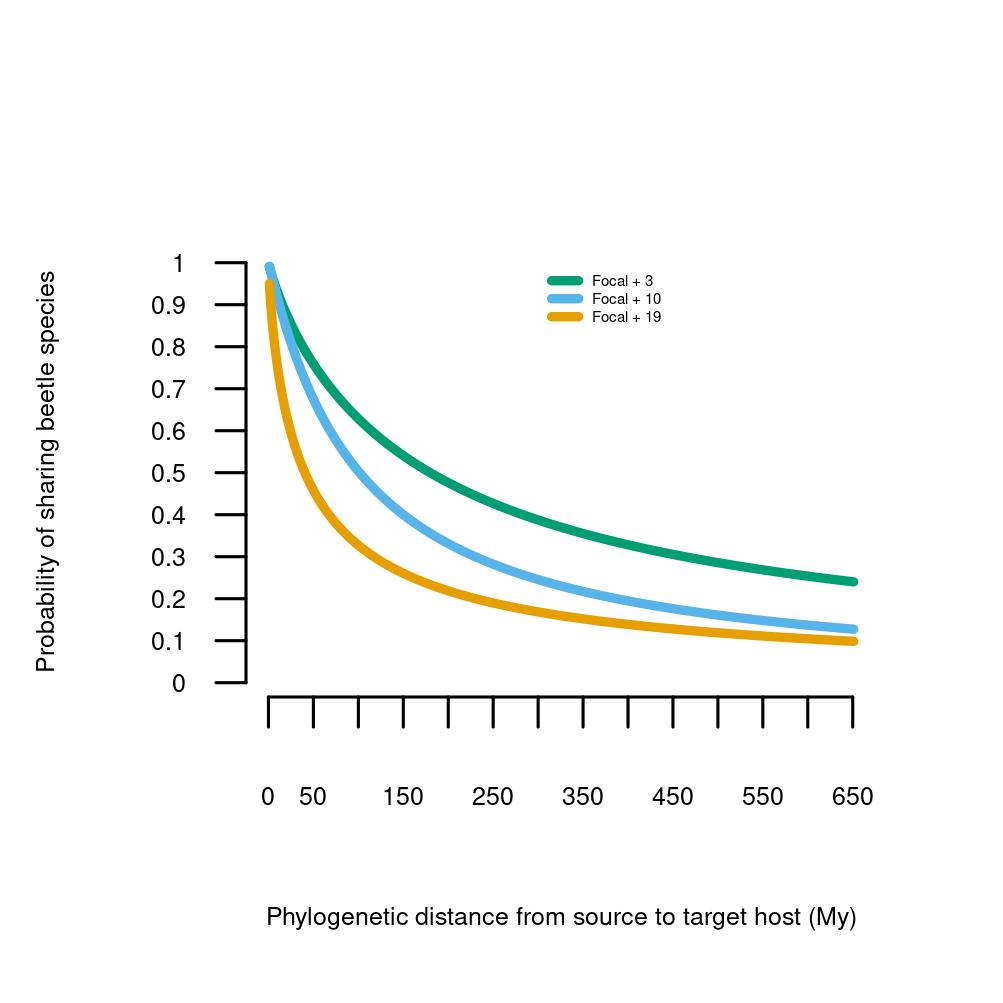 Probability of sharing beetle species
1
0.9
0.8
0.7
0.6
0.5
0.4
0.3
0.2
0.1
0
Focal + 3
Focal + 10
Focal + 19
0 50 150 250 350 450 550 650
Phylogenetic distance from source to target host (My)